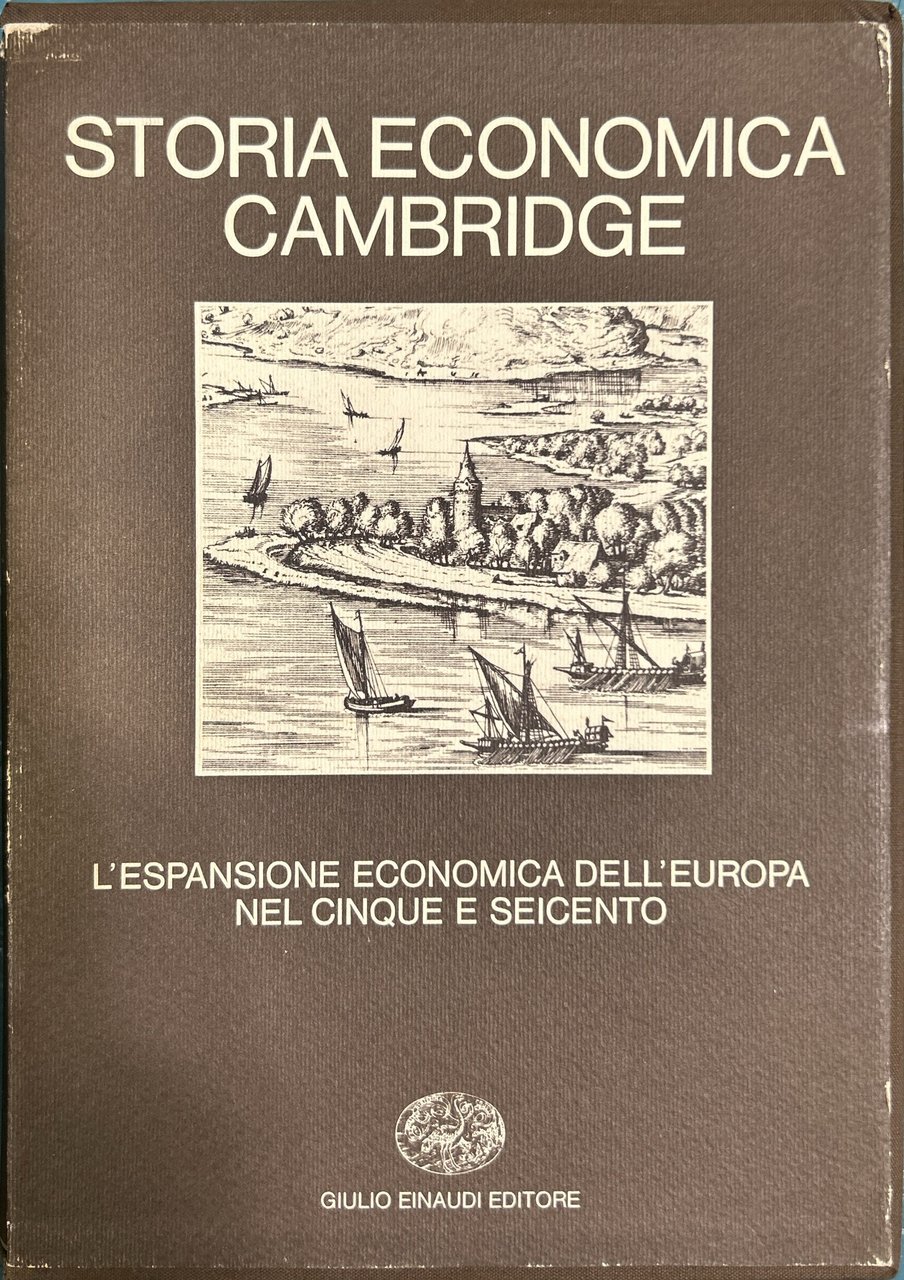 STORIA ECONOMICA
CAMBRIDGE
L'ESPANSIONE ECONOMICA DELL'EUROPA
NEL CINQUE E SEICENTO
GIULIO EINAUDI EDITORE